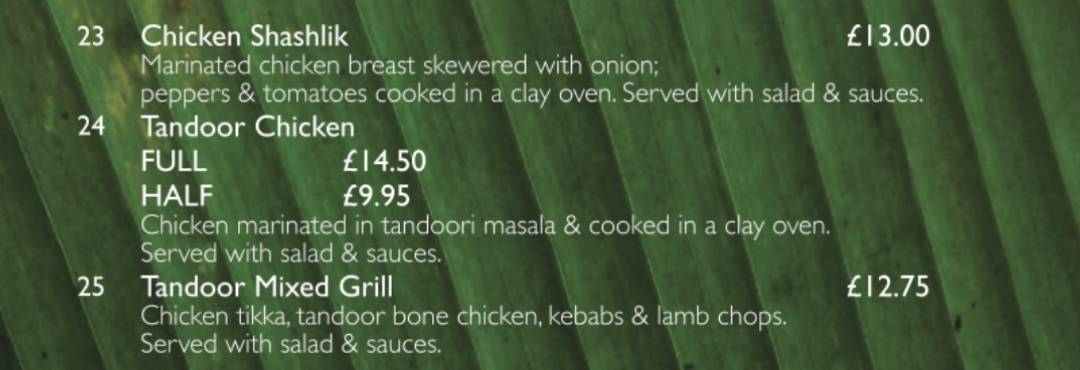 23 Chicken Shashlik £13.00
Marinated chicken breast skewered with onion;
peppers & tomatoes cooked in a clay oven. Served with salad & sauces.
24 Tandoor Chicken
FULL £14.50
HALF £9.95
Chicken marinated in tandoori masala & cooked in a clay oven.
Served with salad & sauces.
25 Tandoor Mixed Grill £12.75
Chicken tikka, tandoor bone chicken, kebabs & lamb chops.
Served with salad & sauces.